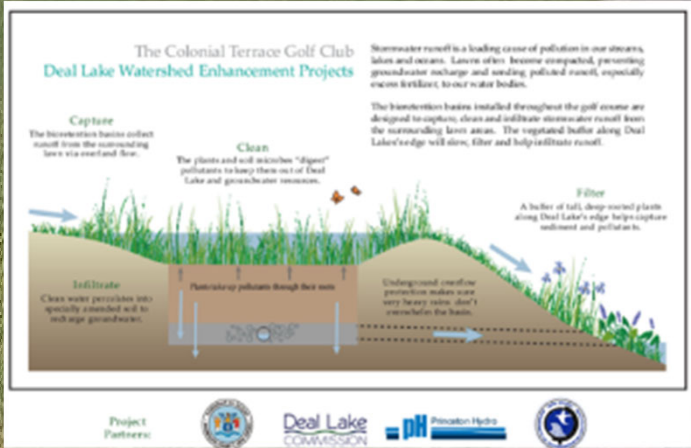 The Colonial Terrace Golf Club
Deal Lake Watershed Enhancement Projects
Stormwater runoff is a leading cause of pollution in our streams,
lakes and oceans. Lawns often become compacted, preventing
groundwater recharge and sending polluted runoff, especially
excess fertilizer, to our water bodies.
The bioretention basins installed throughout the golf course are
designed to capture, clean and infiltrate stormwater runoff from
the surrounding lawn areas. The vegetated buffer along Deal
Lake's edge will slow, filter and help infiltrate runoff.
Capture
The bioretention basins collect
runoff from the surrounding
lawn via overland flow.
Clean
The plants and soil microbes "digest"
pollutants to keep them out of Deal
Lake and groundwater resources.
Filter
A buffer of tall, deep-rooted plants
along Deal Lake's edge helps capture
sediment and pollutants.
Infiltrate
Clean water percolates into
specially amended soil to
recharge groundwater.
Plants take up pollutants through their roots
Underground overflow
protection makes sure
very heavy rains don't
overwhelm the basin.
Project
Partners:
Deal Lake
COMMISSION
pH Princeton Hydro